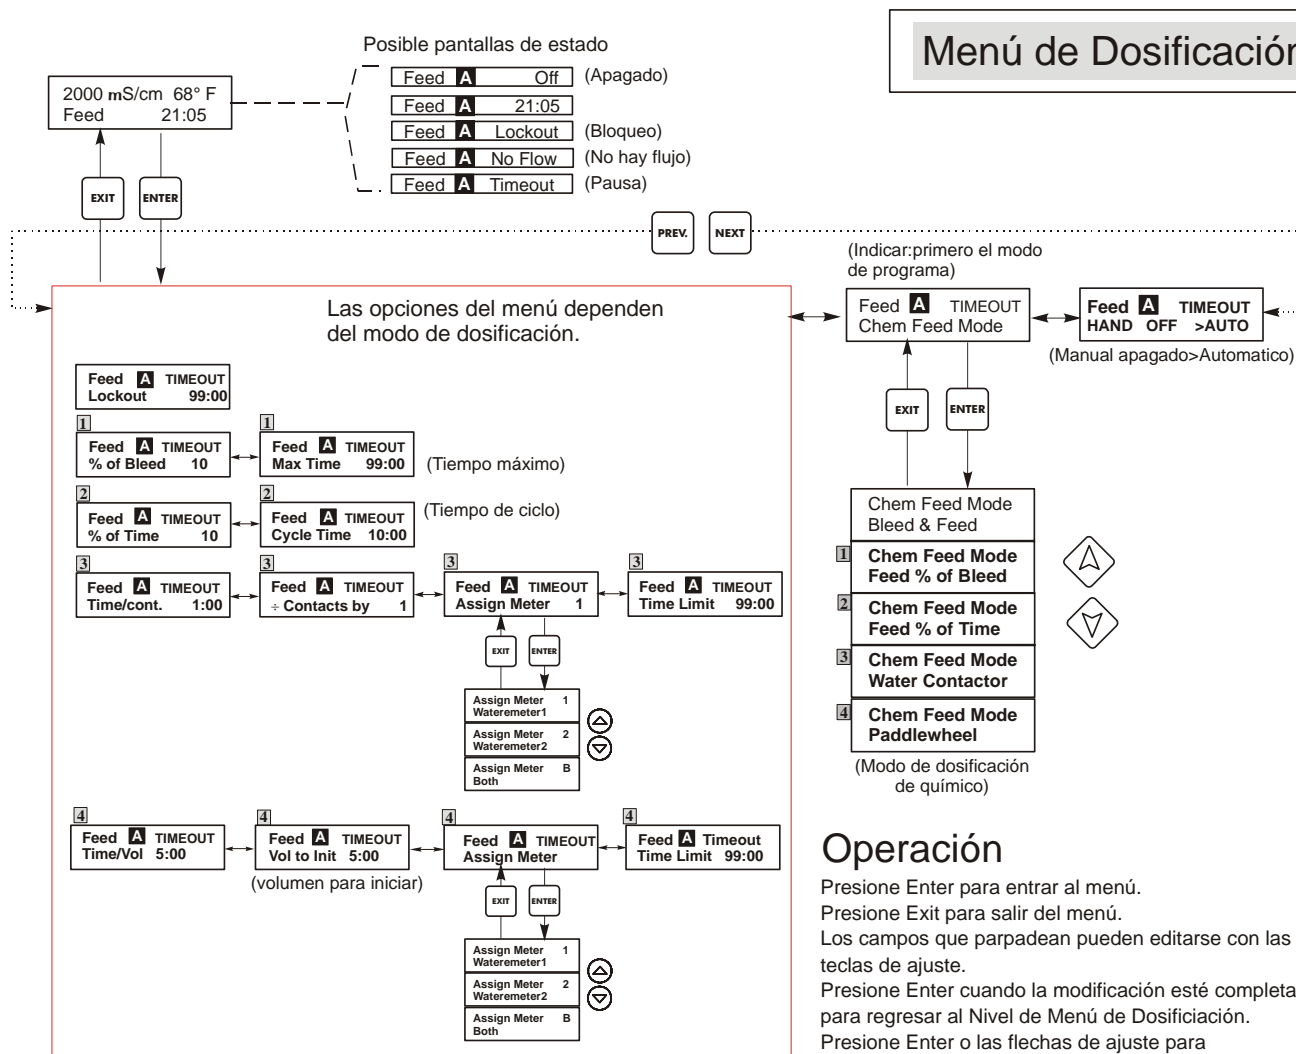 Menú de Dosificación
Posible pantallas de estado
2000 mS/cm 68° F
Feed 21:05
Feed A Off (Apagado)
Feed A 21:05
Feed A Lockout (Bloqueo)
Feed A No Flow (No hay flujo)
Feed A Timeout (Pausa)
EXIT
ENTER
PREV.
NEXT
(Indicar:primero el modo
de programa)
Feed A TIMEOUT
Chem Feed Mode
Feed A TIMEOUT
HAND OFF >AUTO
(Manual apagado>Automatico)
EXIT
ENTER
Chem Feed Mode
Bleed & Feed
1
Chem Feed Mode
Feed % of Bleed
2
Chem Feed Mode
Feed % of Time
3
Chem Feed Mode
Water Contactor
4
Chem Feed Mode
Paddlewheel
(Modo de dosificación
de químico)
Las opciones del menú dependen
del modo de dosificación.
Feed A TIMEOUT
Lockout 99:00
1
Feed A TIMEOUT
% of Bleed 10
1
Feed A TIMEOUT
Max Time 99:00
(Tiempo máximo)
2
Feed A TIMEOUT
% of Time 10
2
Feed A TIMEOUT
Cycle Time 10:00
(Tiempo de ciclo)
3
Feed A TIMEOUT
Time/cont. 1:00
3
Feed A TIMEOUT
÷ Contacts by 1
3
Feed A TIMEOUT
Assign Meter 1
3
Feed A TIMEOUT
Time Limit 99:00
EXIT
ENTER
Assign Meter 1
Wateremeter1
Assign Meter 2
Wateremeter2
Assign Meter B
Both
4
Feed A TIMEOUT
Time/Vol 5:00
4
Feed A TIMEOUT
Vol to Init 5:00
(volumen para iniciar)
4
Feed A TIMEOUT
Assign Meter
4
Feed A Timeout
Time Limit 99:00
EXIT
ENTER
Assign Meter 1
Wateremeter1
Assign Meter 2
Wateremeter2
Assign Meter B
Both
Operación
Presione Enter para entrar al menú.
Presione Exit para salir del menú.
Los campos que parpadean pueden editarse con las
teclas de ajuste.
Presione Enter cuando la modificación esté completa
para regresar al Nivel de Menú de Dosificiación.
Presione Enter o las flechas de ajuste para